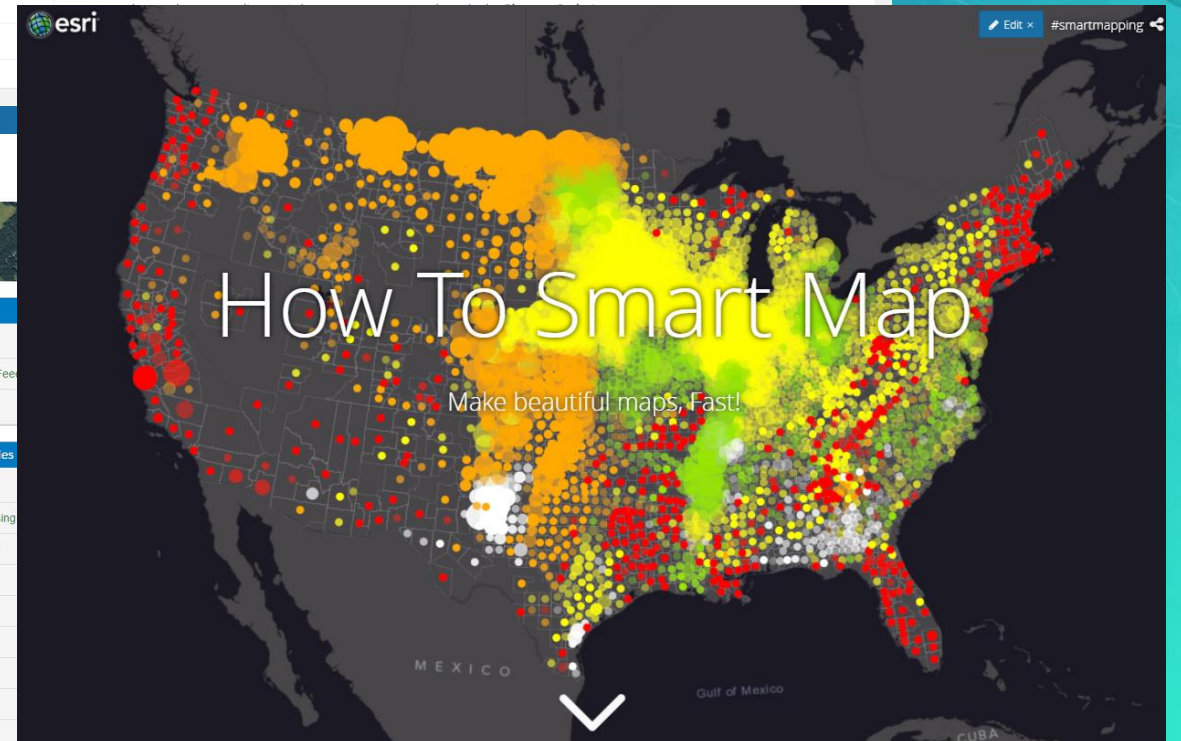 esri
Edit ×
#smartmapping
How To Smart Map
Make beautiful maps, Fast!
MEXICO
Gulf of Mexico
CUBA